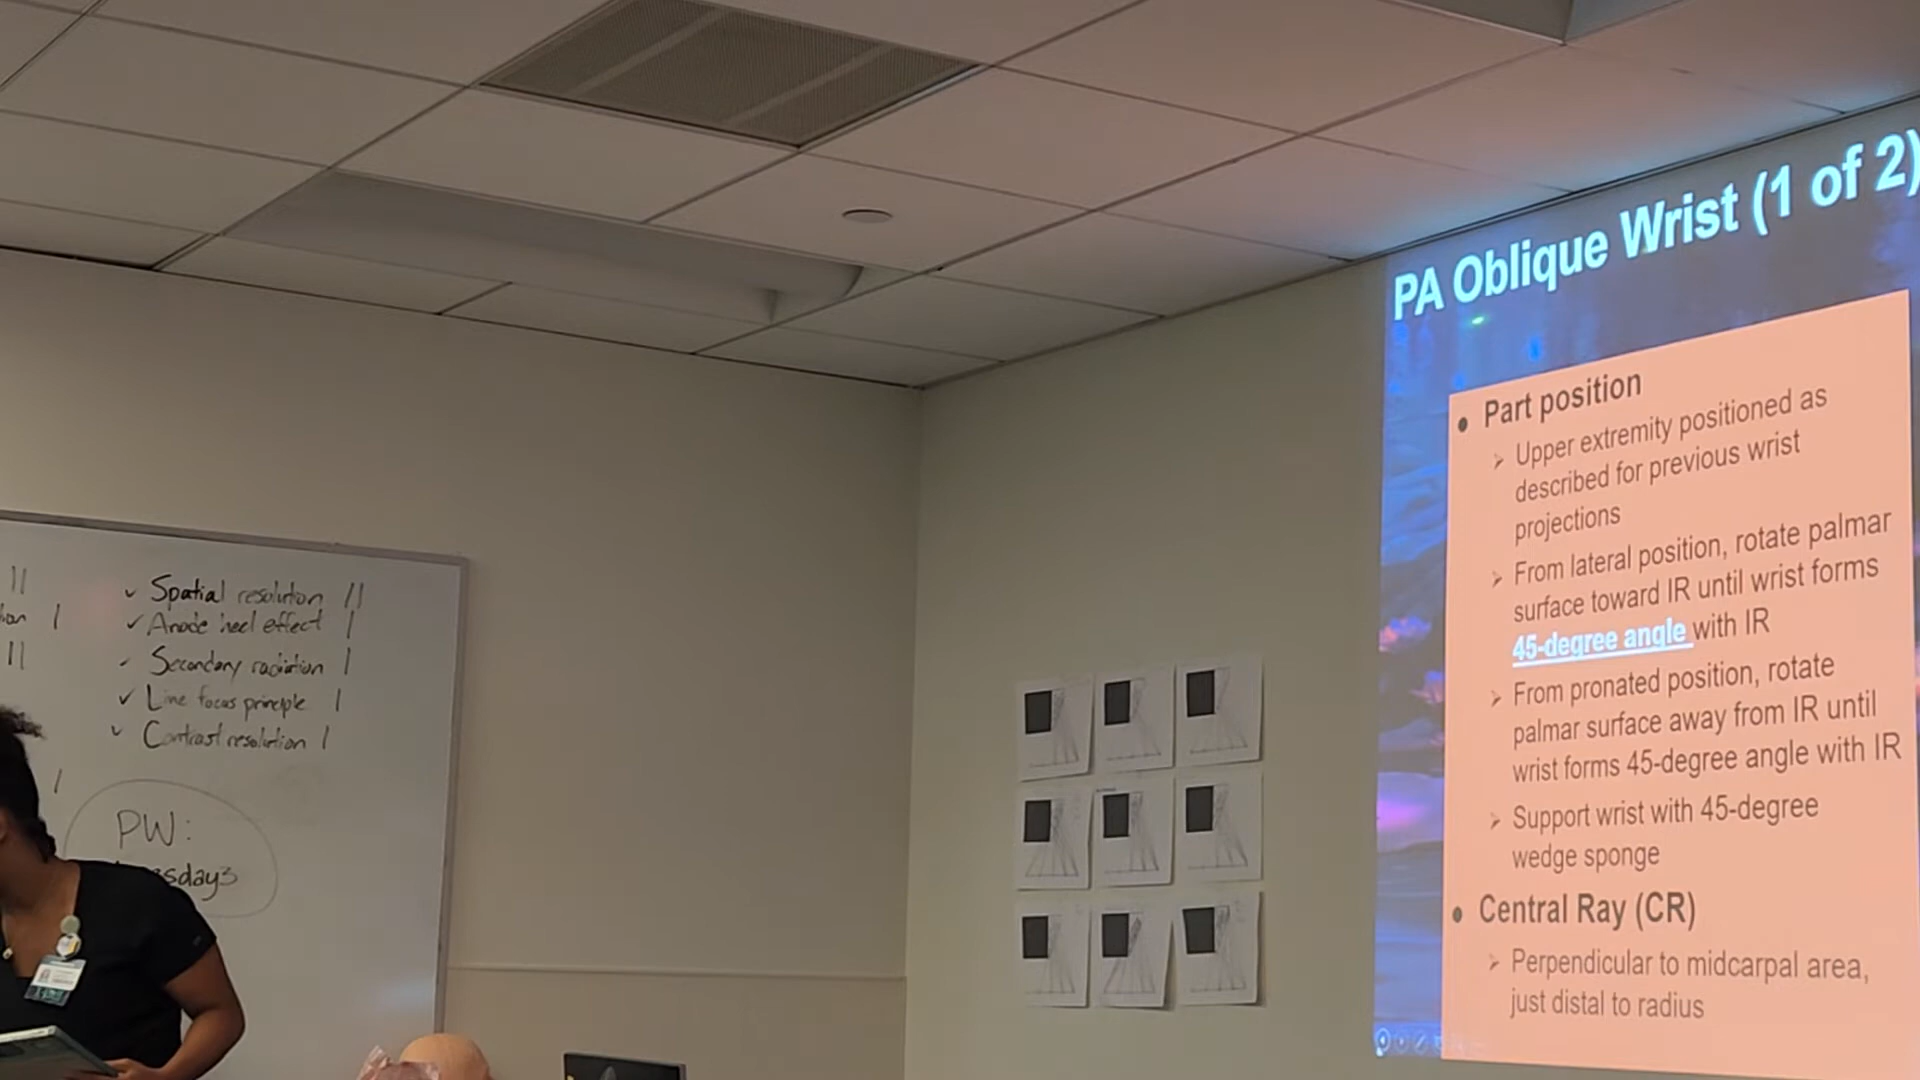 ||
|
||
|
✓ Spatial resolution ||
✓ Anode heel effect |
Secondary radiation |
✓ Line focus principle |
✓ Contrast resolution |
PW:
PA Oblique Wrist (1 of 2)
• Part position
➢ Upper extremity positioned as
described for previous wrist
projections
➢ From lateral position, rotate palmar
surface toward IR until wrist forms
45-degree angle with IR
➢ From pronated position, rotate
palmar surface away from IR until
wrist forms 45-degree angle with IR
➢ Support wrist with 45-degree
wedge sponge
• Central Ray (CR)
➢ Perpendicular to midcarpal area,
just distal to radius